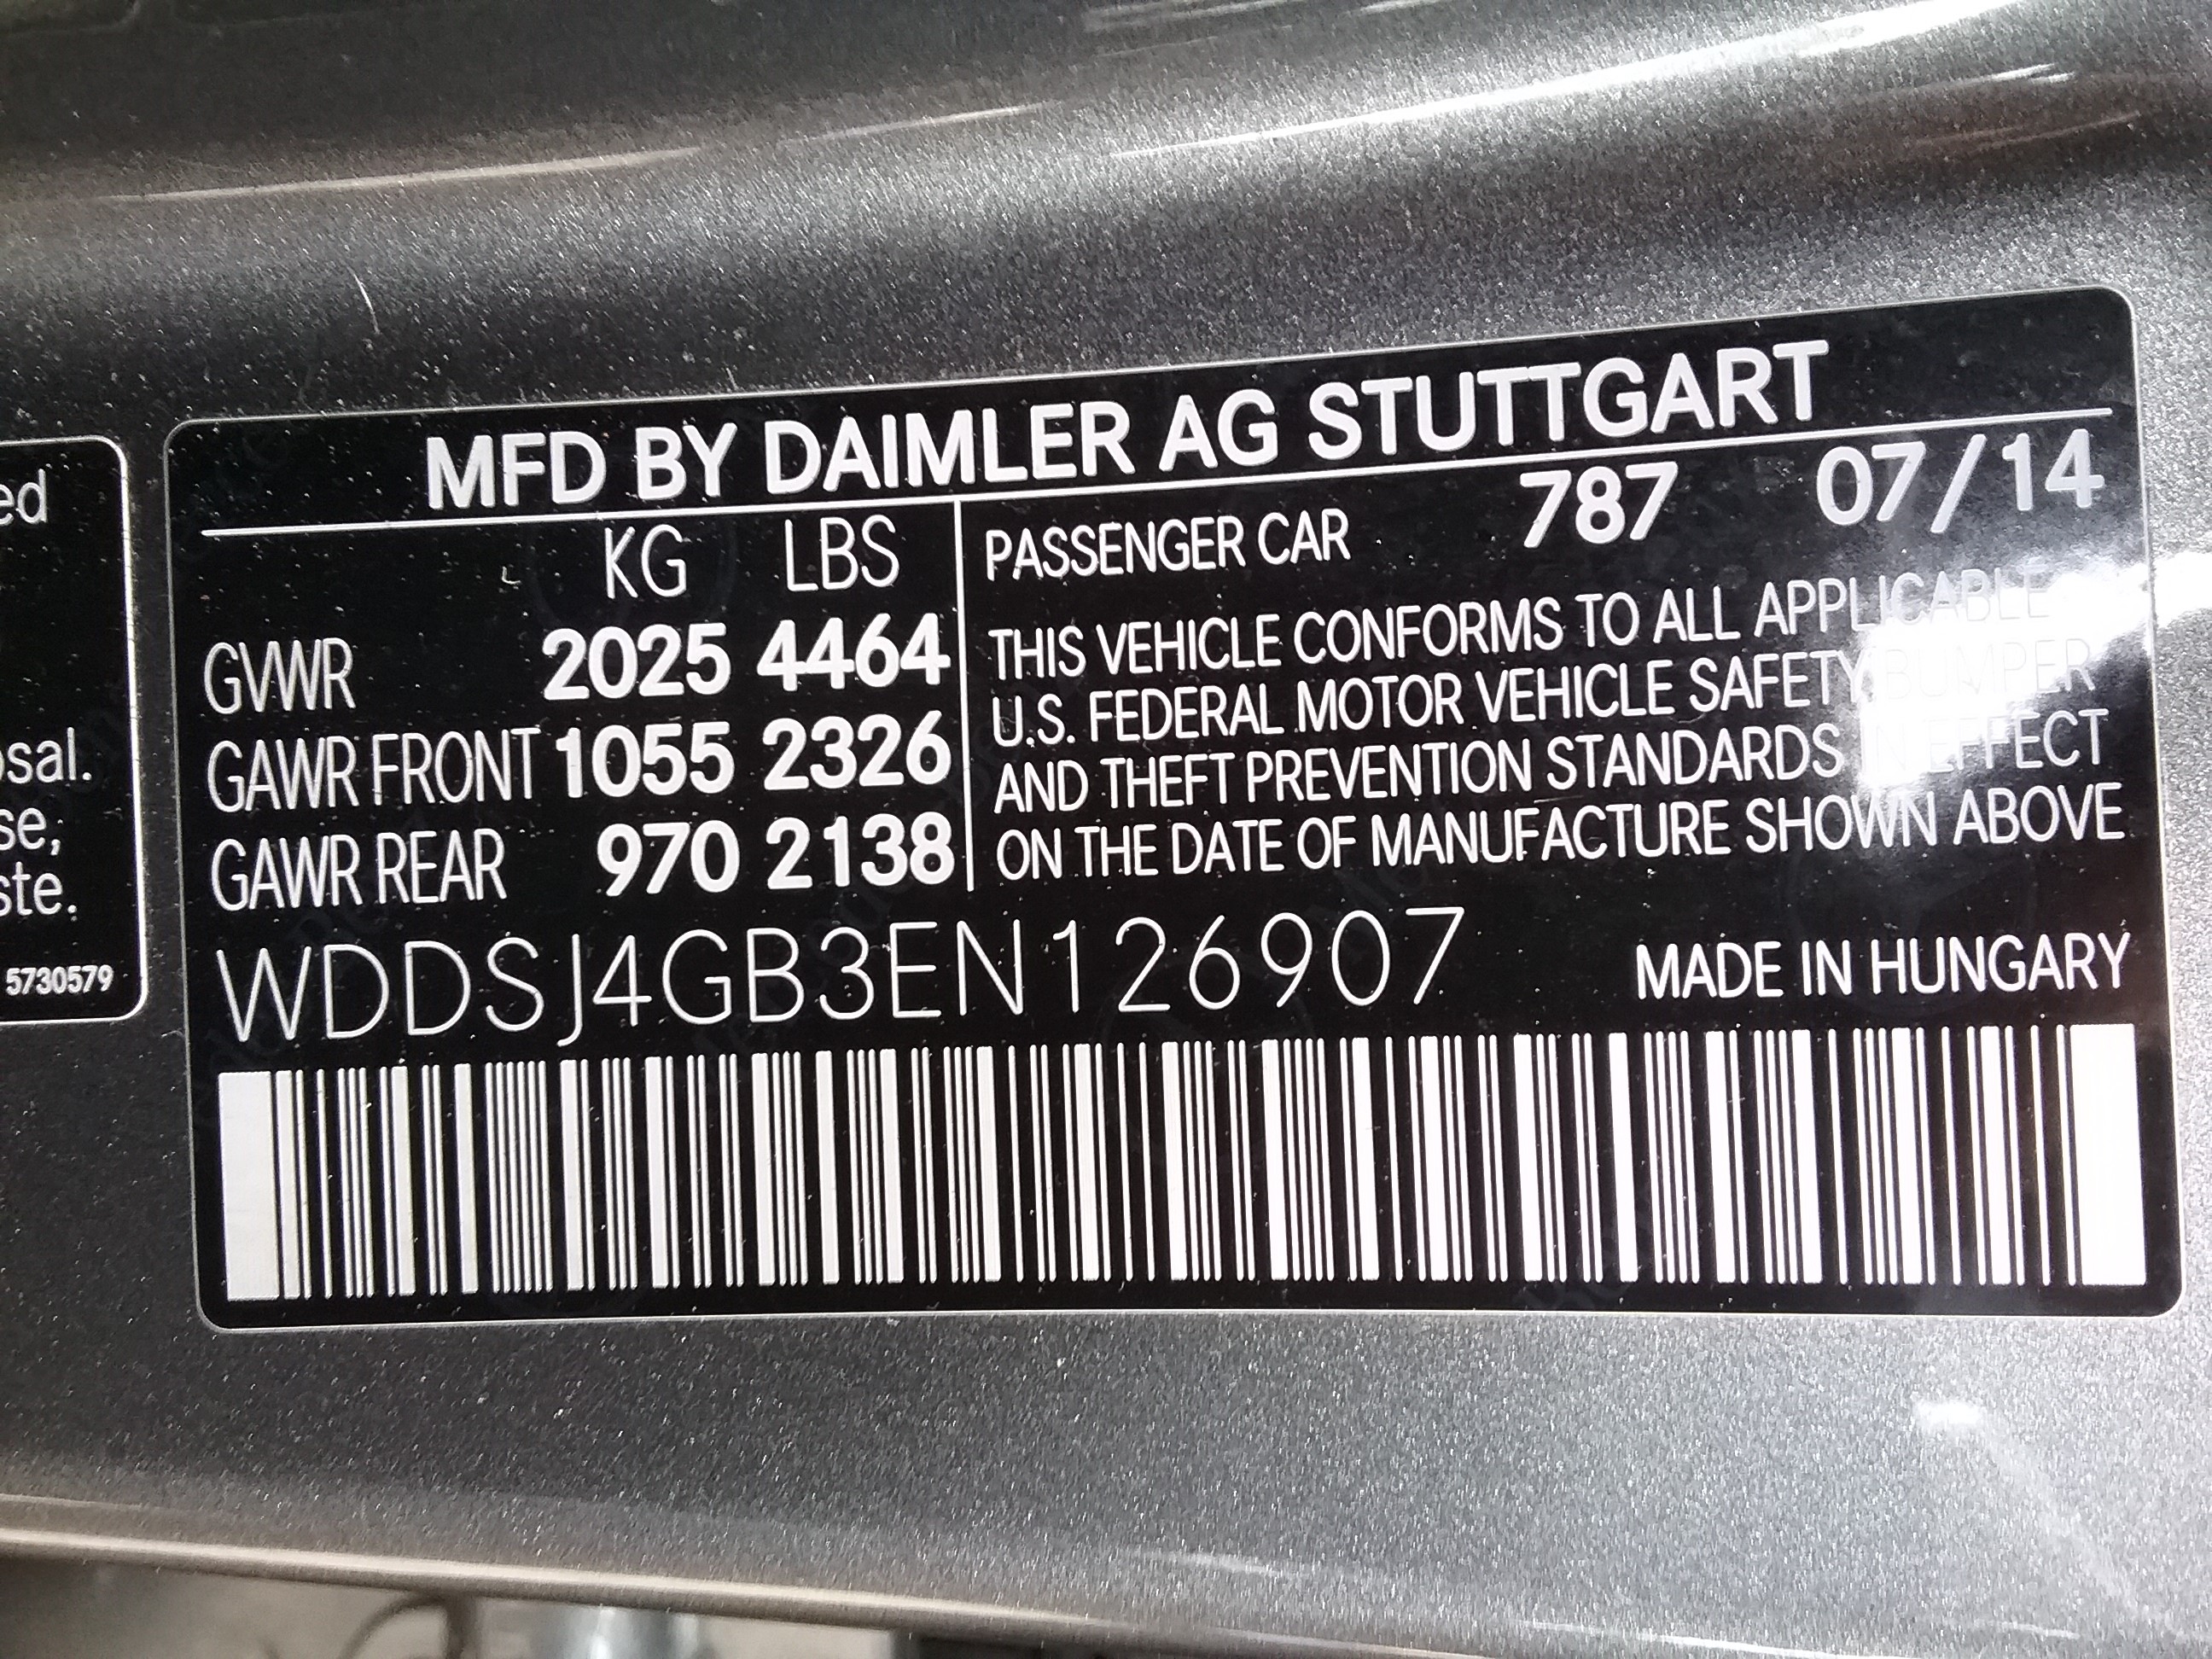 MFD BY DAIMLER AG STUTTGART
KG LBS
GVWR 2025 4464
GAWR FRONT 1055 2326
GAWR REAR 970 2138
PASSENGER CAR 787 07/14
THIS VEHICLE CONFORMS TO ALL APPLICABLE
U.S. FEDERAL MOTOR VEHICLE SAFETY BUMPER
AND THEFT PREVENTION STANDARDS IN EFFECT
ON THE DATE OF MANUFACTURE SHOWN ABOVE
WDDSJ4GB3EN126907
MADE IN HUNGARY
ed
osal.
se;
ste.
5730579